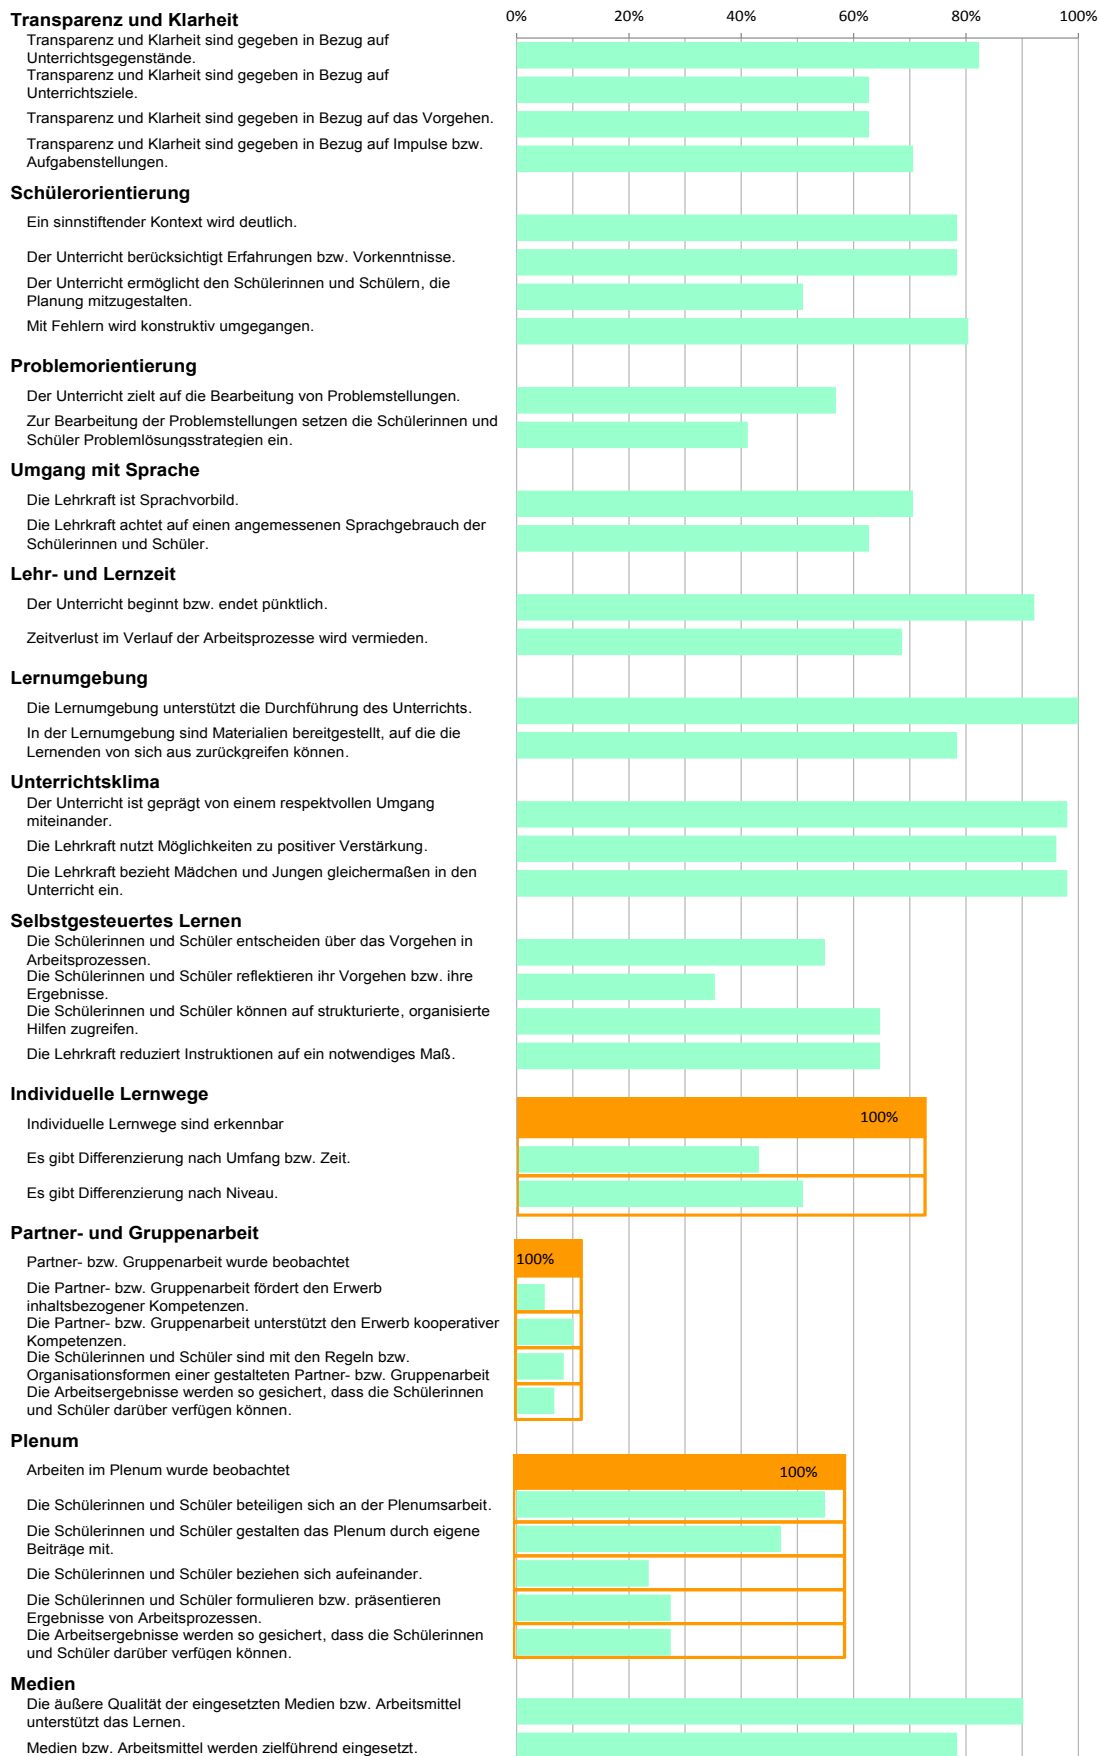 Transparenz und Klarheit
0% 20% 40% 60% 80% 100%
Transparenz und Klarheit sind gegeben in Bezug auf
Unterrichtsgegenstände.
Transparenz und Klarheit sind gegeben in Bezug auf
Unterrichtsziele.
Transparenz und Klarheit sind gegeben in Bezug auf das Vorgehen.
Transparenz und Klarheit sind gegeben in Bezug auf Impulse bzw.
Aufgabenstellungen.
Schülerorientierung
Ein sinnstiftender Kontext wird deutlich.
Der Unterricht berücksichtigt Erfahrungen bzw. Vorkenntnisse.
Der Unterricht ermöglicht den Schülerinnen und Schülern, die
Planung mitzugestalten.
Mit Fehlern wird konstruktiv umgegangen.
Problemorientierung
Der Unterricht zielt auf die Bearbeitung von Problemstellungen.
Zur Bearbeitung der Problemstellungen setzen die Schülerinnen und
Schüler Problemlösungsstrategien ein.
Umgang mit Sprache
Die Lehrkraft ist Sprachvorbild.
Die Lehrkraft achtet auf einen angemessenen Sprachgebrauch der
Schülerinnen und Schüler.
Lehr- und Lernzeit
Der Unterricht beginnt bzw. endet pünktlich.
Zeitverlust im Verlauf der Arbeitsprozesse wird vermieden.
Lernumgebung
Die Lernumgebung unterstützt die Durchführung des Unterrichts.
In der Lernumgebung sind Materialien bereitgestellt, auf die die
Lernenden von sich aus zurückgreifen können.
Unterrichtsklima
Der Unterricht ist geprägt von einem respektvollen Umgang
miteinander.
Die Lehrkraft nutzt Möglichkeiten zu positiver Verstärkung.
Die Lehrkraft bezieht Mädchen und Jungen gleichermaßen in den
Unterricht ein.
Selbstgesteuertes Lernen
Die Schülerinnen und Schüler entscheiden über das Vorgehen in
Arbeitsprozessen.
Die Schülerinnen und Schüler reflektieren ihr Vorgehen bzw. ihre
Ergebnisse.
Die Schülerinnen und Schüler können auf strukturierte, organisierte
Hilfen zugreifen.
Die Lehrkraft reduziert Instruktionen auf ein notwendiges Maß.
Individuelle Lernwege
Individuelle Lernwege sind erkennbar
100%
Es gibt Differenzierung nach Umfang bzw. Zeit.
Es gibt Differenzierung nach Niveau.
Partner- und Gruppenarbeit
Partner- bzw. Gruppenarbeit wurde beobachtet
100%
Die Partner- bzw. Gruppenarbeit fördert den Erwerb
inhaltsbezogener Kompetenzen.
Die Partner- bzw. Gruppenarbeit unterstützt den Erwerb kooperativer
Kompetenzen.
Die Schülerinnen und Schüler sind mit den Regeln bzw.
Organisationsformen einer gestalteten Partner- bzw. Gruppenarbeit
Die Arbeitsergebnisse werden so gesichert, dass die Schülerinnen
und Schüler darüber verfügen können.
Plenum
Arbeiten im Plenum wurde beobachtet
100%
Die Schülerinnen und Schüler beteiligen sich an der Plenumsarbeit.
Die Schülerinnen und Schüler gestalten das Plenum durch eigene
Beiträge mit.
Die Schülerinnen und Schüler beziehen sich aufeinander.
Die Schülerinnen und Schüler formulieren bzw. präsentieren
Ergebnisse von Arbeitsprozessen.
Die Arbeitsergebnisse werden so gesichert, dass die Schülerinnen
und Schüler darüber verfügen können.
Medien
Die äußere Qualität der eingesetzten Medien bzw. Arbeitsmittel
unterstützt das Lernen.
Medien bzw. Arbeitsmittel werden zielführend eingesetzt.